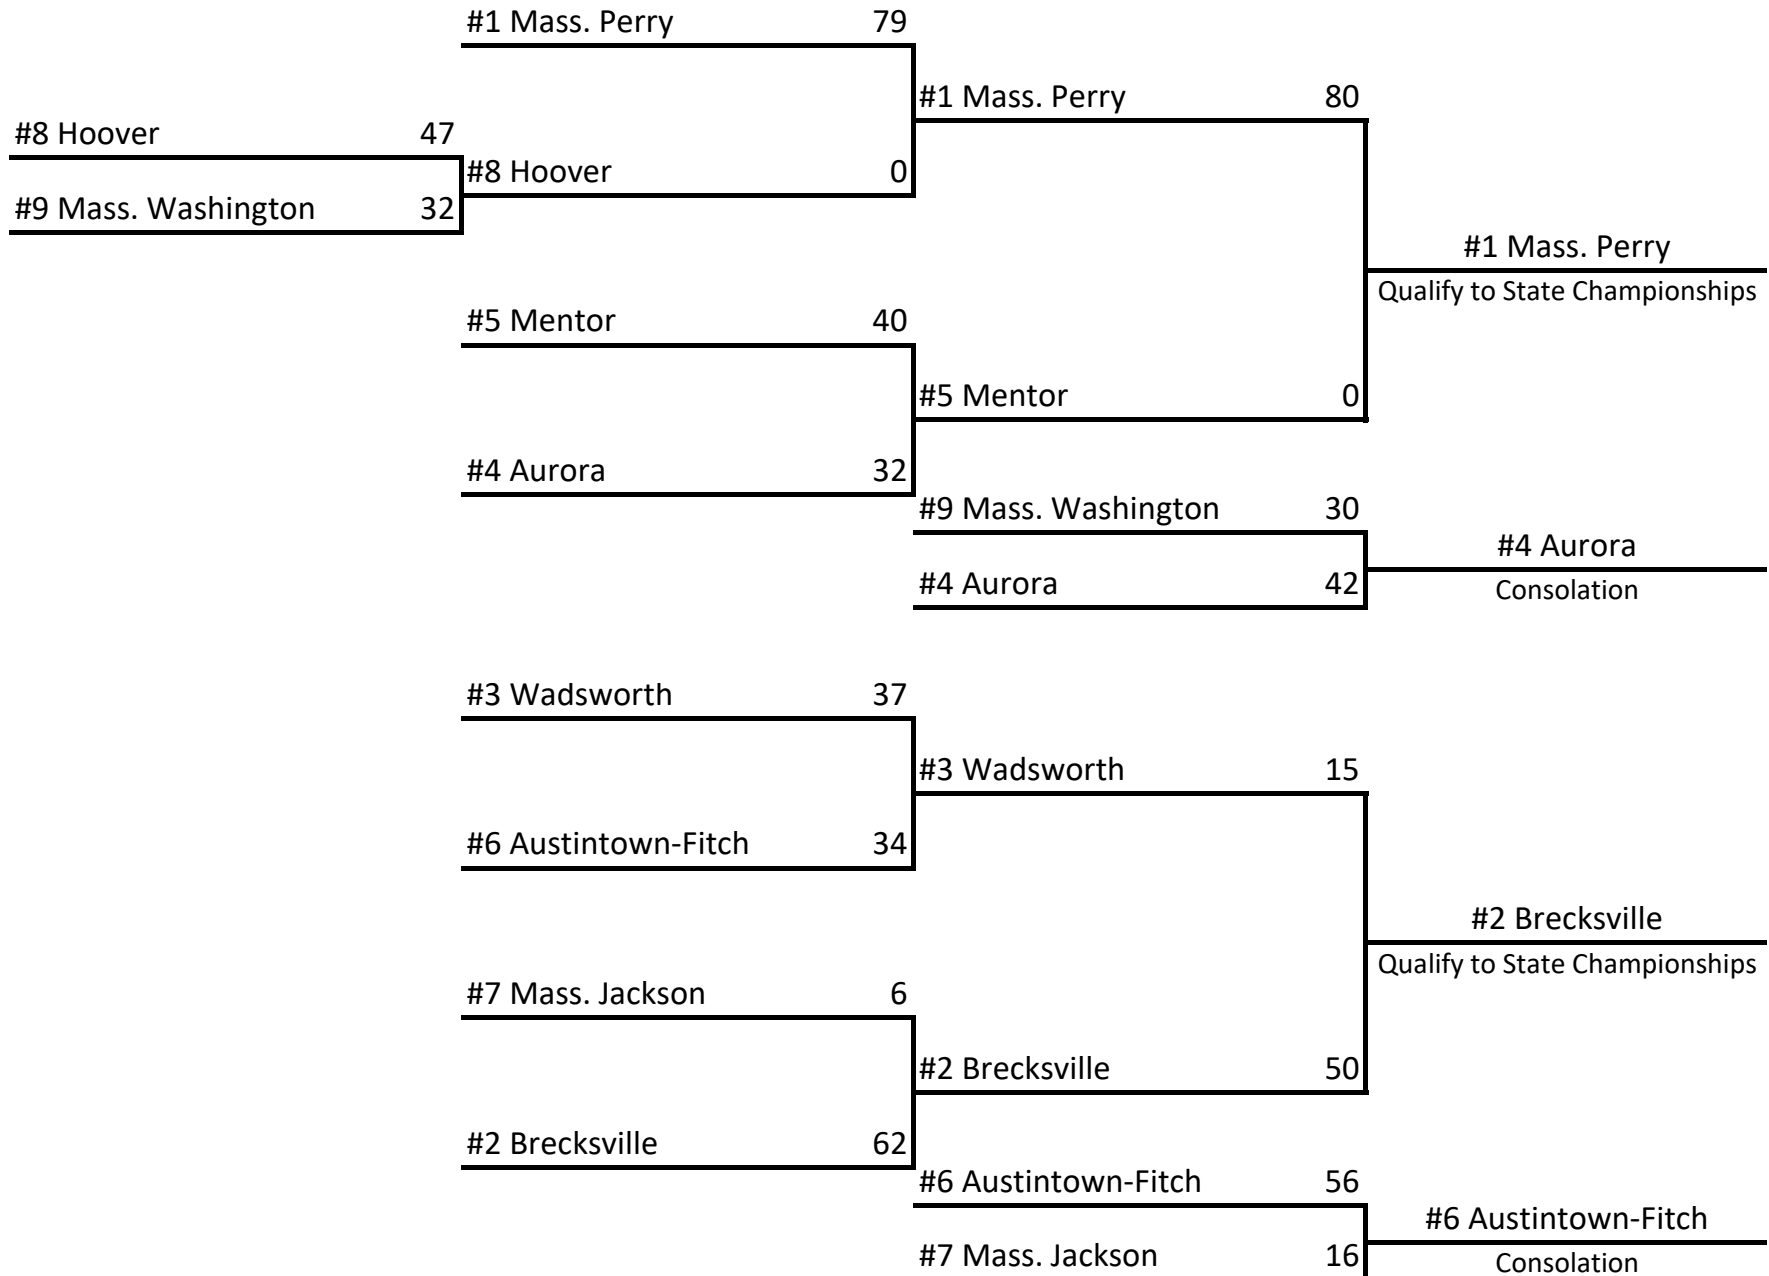 #1 Mass. Perry 79
#1 Mass. Perry 80
#8 Hoover 47
#8 Hoover 0
#9 Mass. Washington 32
#1 Mass. Perry
Qualify to State Championships
#5 Mentor 40
#5 Mentor 0
#4 Aurora 32
#9 Mass. Washington 30
#4 Aurora
#4 Aurora 42
Consolation
#3 Wadsworth 37
#3 Wadsworth 15
#6 Austintown-Fitch 34
#2 Brecksville
Qualify to State Championships
#7 Mass. Jackson 6
#2 Brecksville 50
#2 Brecksville 62
#6 Austintown-Fitch 56
#6 Austintown-Fitch
#7 Mass. Jackson 16
Consolation